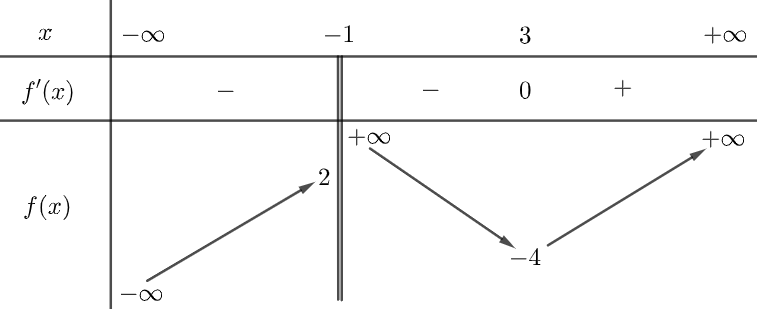 x −∞ −1 3 +∞
f′(x) − − 0 +
+∞ +∞
2
f(x)
−4
−∞